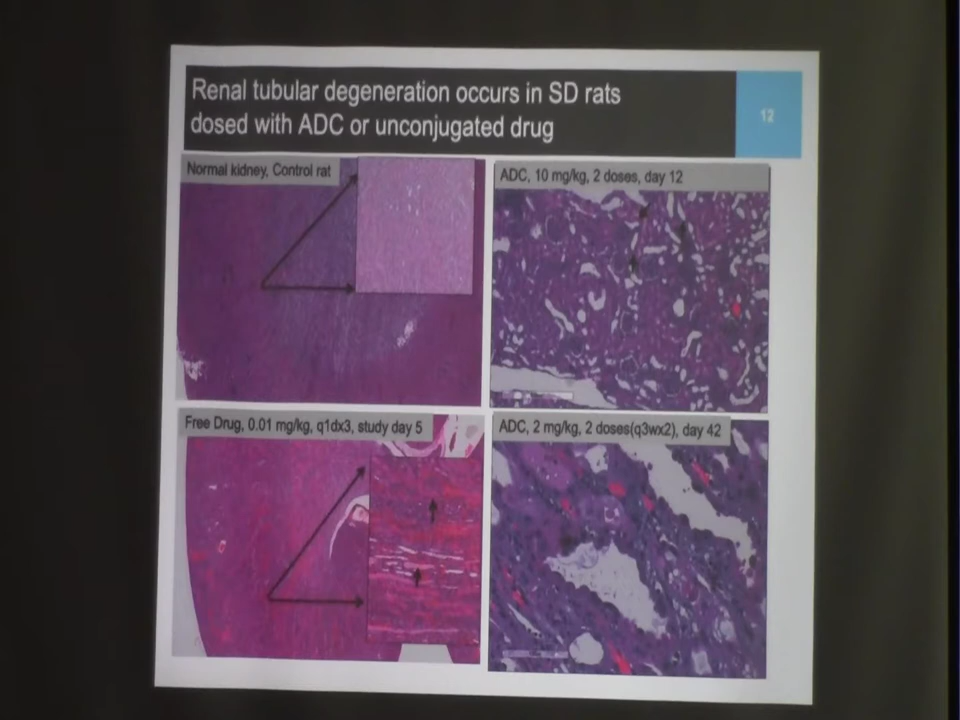 Renal tubular degeneration occurs in SD rats
dosed with ADC or unconjugated drug
12
Normal kidney, Control rat
ADC, 10 mg/kg, 2 doses, day 12
Free Drug, 0.01 mg/kg, q1dx3, study day 5
ADC, 2 mg/kg, 2 doses(q3wx2), day 42